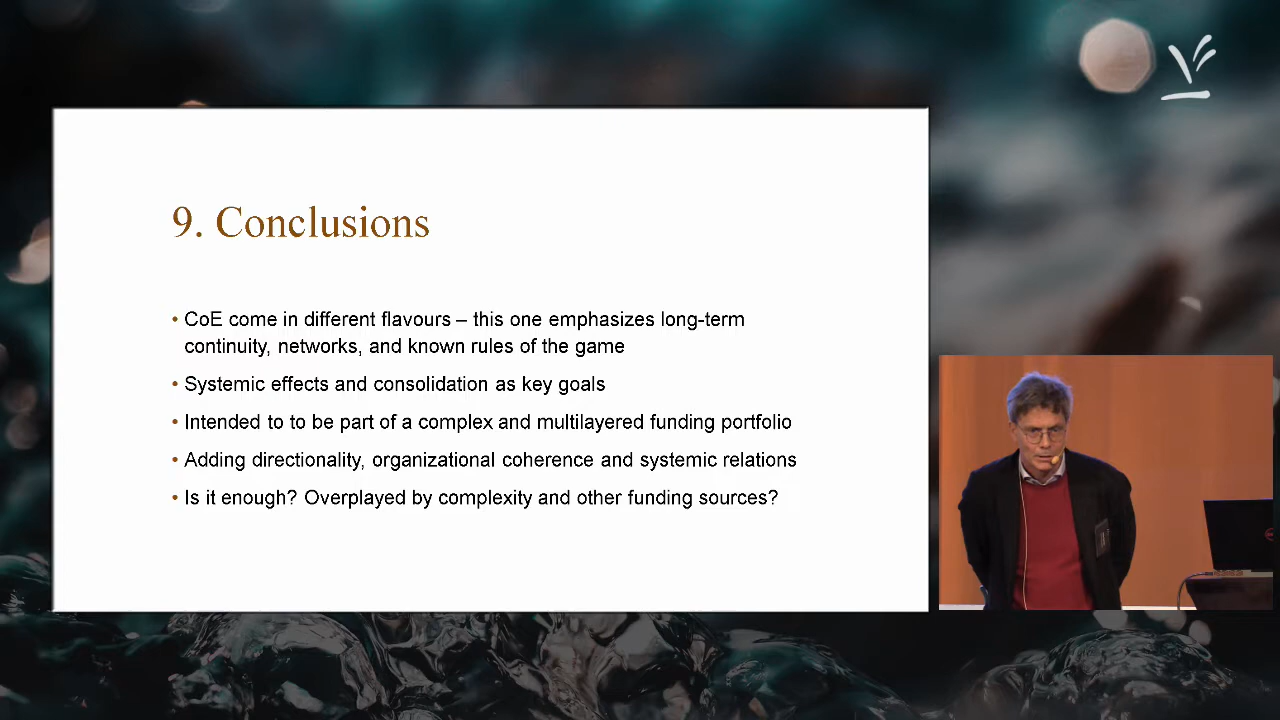 9. Conclusions
• CoE come in different flavours – this one emphasizes long-term
continuity, networks, and known rules of the game
• Systemic effects and consolidation as key goals
• Intended to to be part of a complex and multilayered funding portfolio
• Adding directionality, organizational coherence and systemic relations
• Is it enough? Overplayed by complexity and other funding sources?